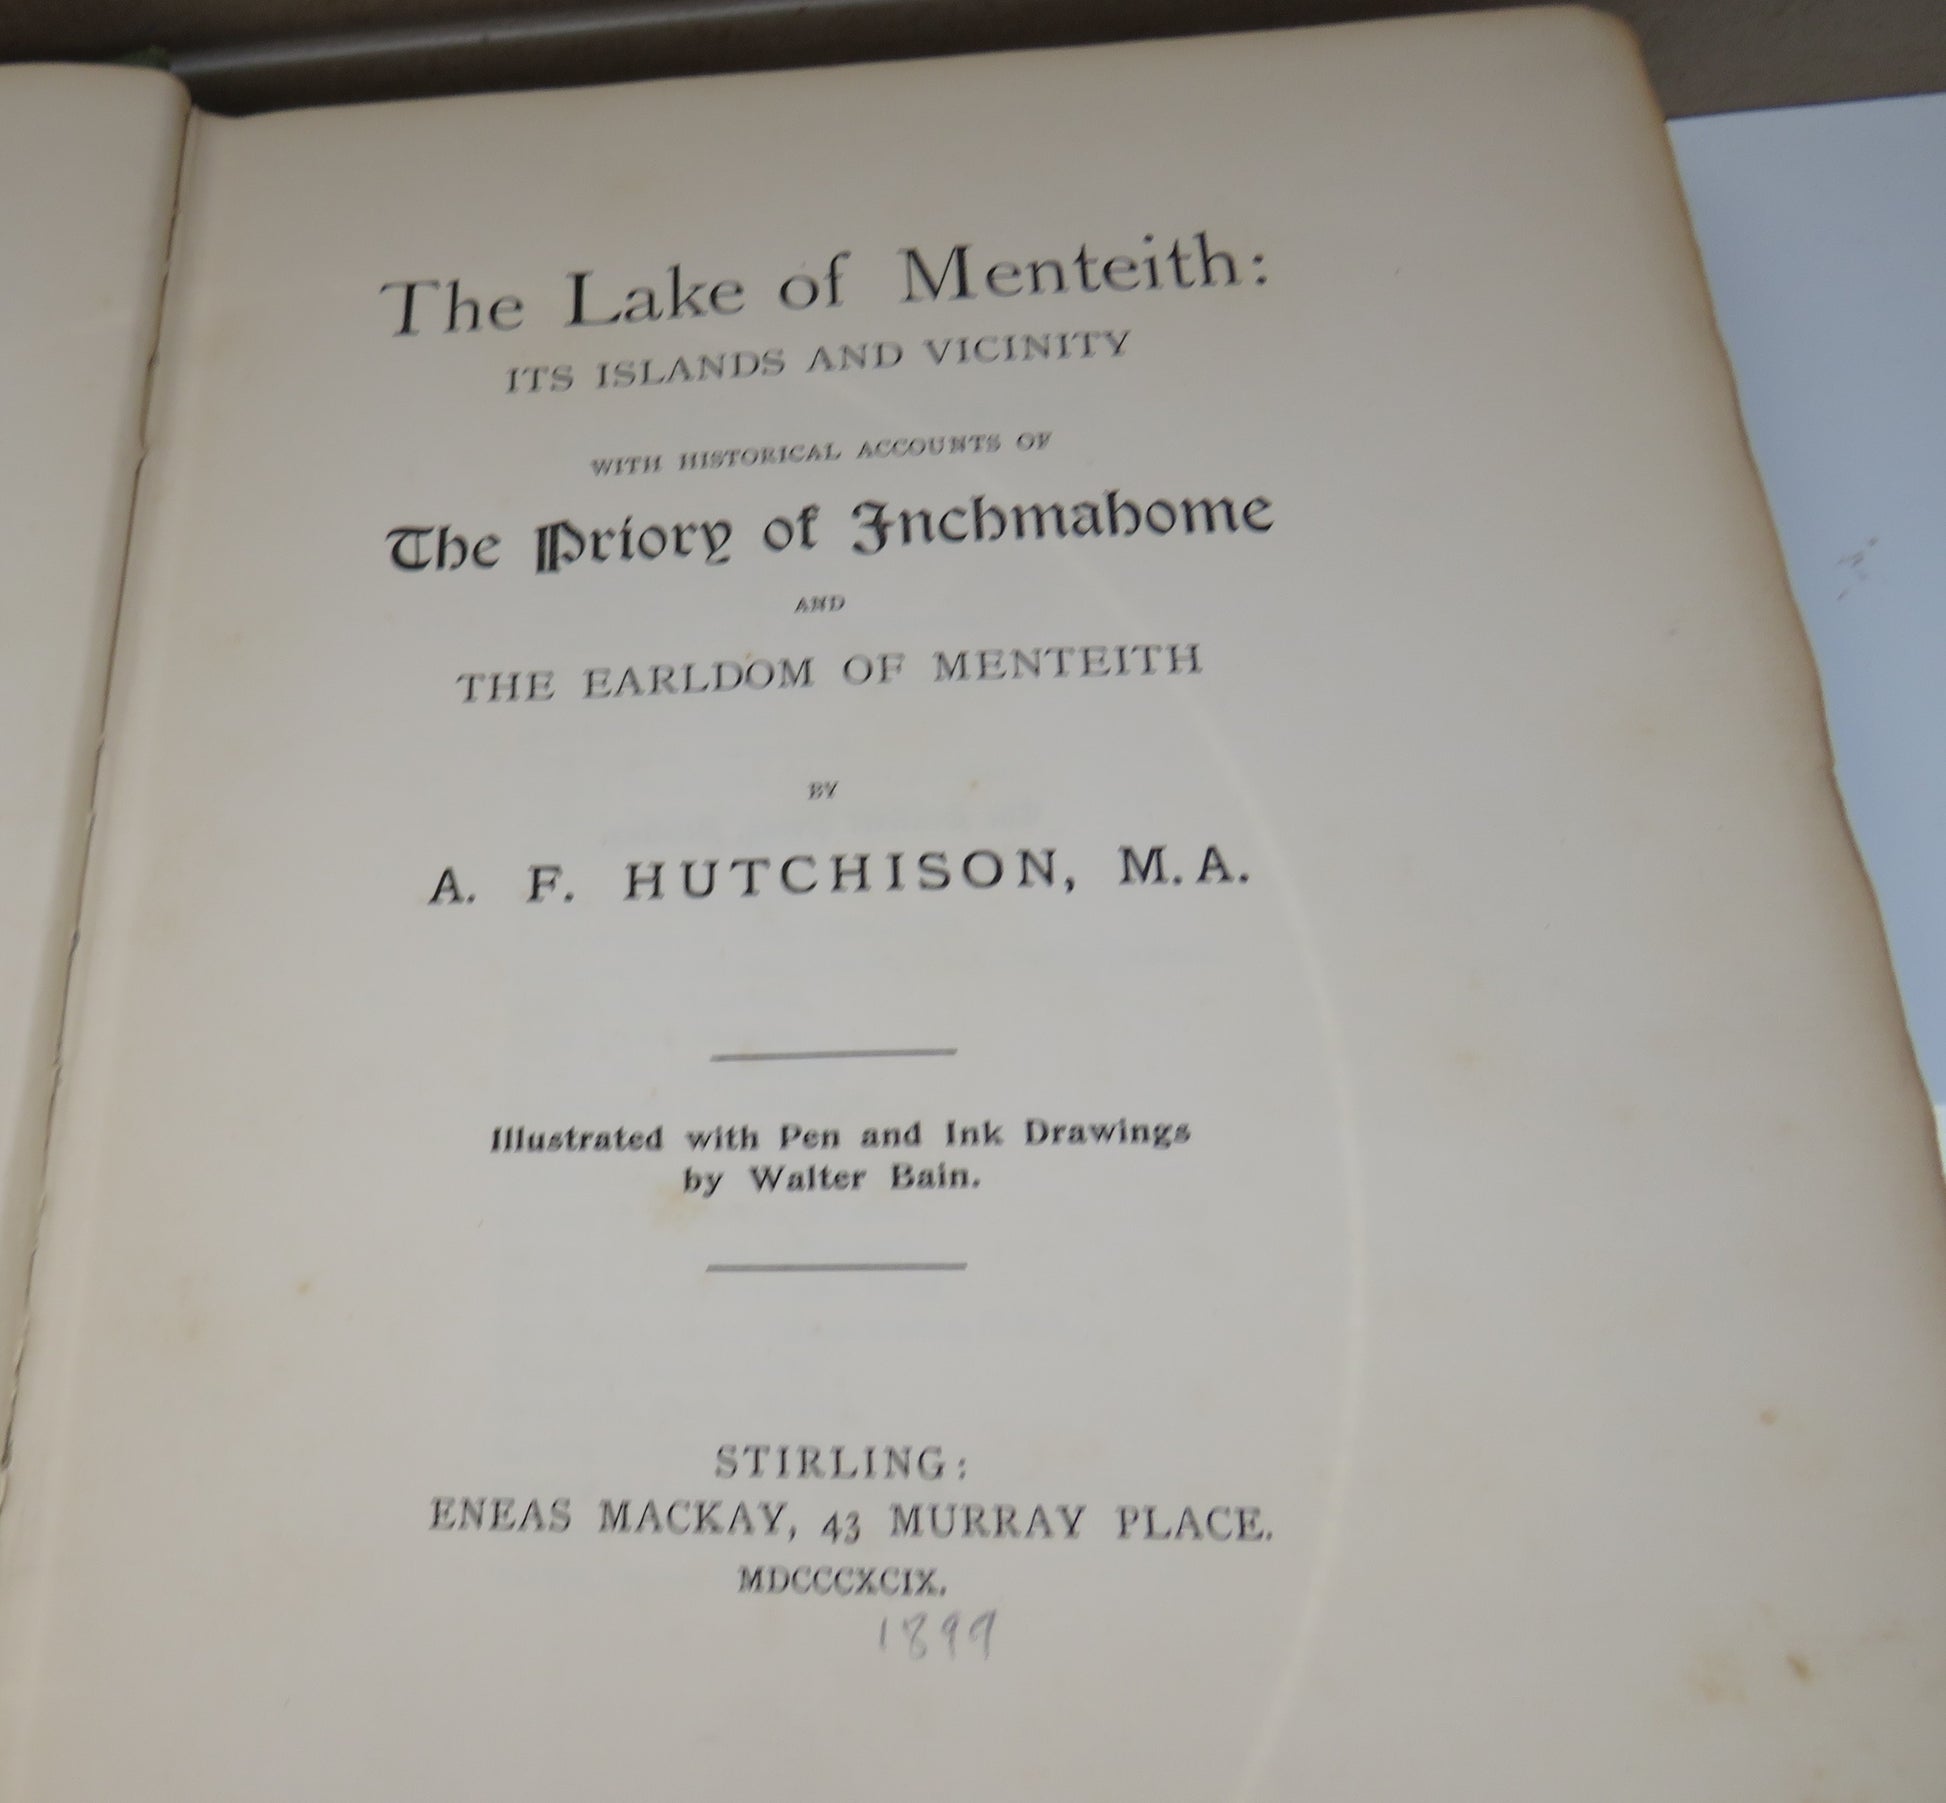 The Lake of Menteith:
ITS ISLANDS AND VICINITY
WITH HISTORICAL ACCOUNTS OF
The Priory of Inchmahome
AND
THE EARLDOM OF MENTEITH
BY
A. F. HUTCHISON, M.A.
Illustrated with Pen and Ink Drawings
by Walter Bain.
STIRLING:
ENEAS MACKAY, 43 MURRAY PLACE.
MDCCCXCIX.
1899